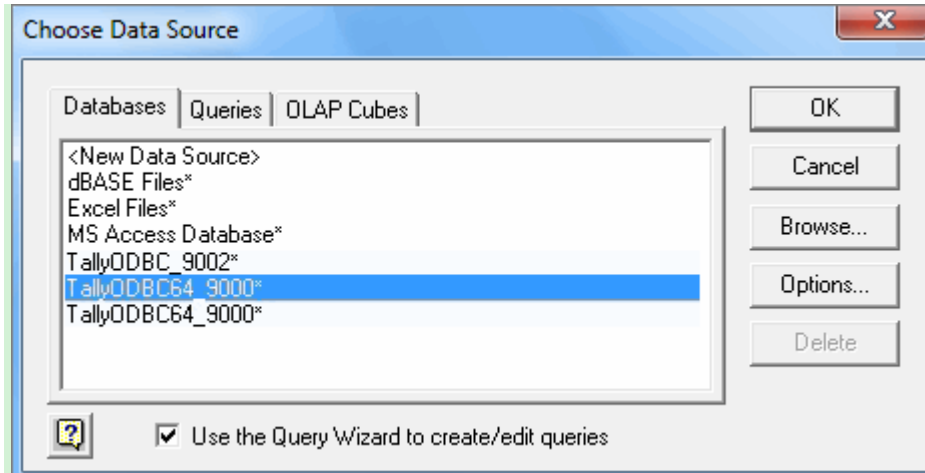 Choose Data Source
x
Databases
Queries
OLAP Cubes
<New Data Source>
dBASE Files*
Excel Files*
MS Access Database*
TallyODBC_9002*
TallyODBC64_9000*
TallyODBC64_9000*
OK
Cancel
Browse...
Options...
Delete
?
Use the Query Wizard to create/edit queries